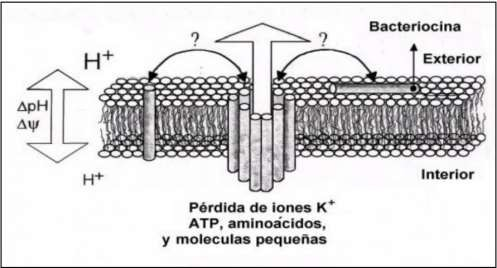 Bacteriocina
? ?
H+ Exterior
ΔpH
Δψ
H+ Interior
Pérdida de iones K+
ATP, aminoácidos,
y moleculas pequeñas